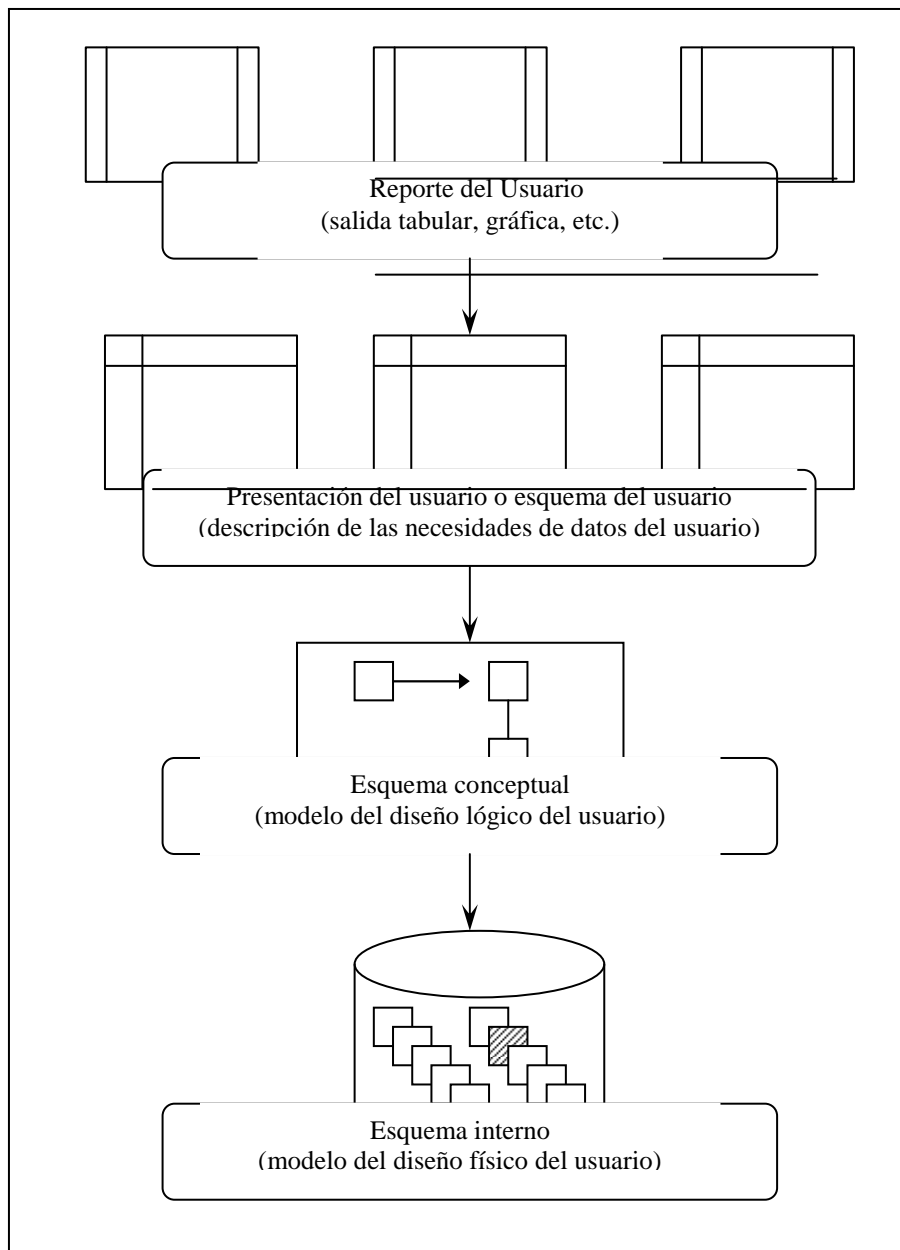 Reporte del Usuario
(salida tabular, gráfica, etc.)
Presentación del usuario o esquema del usuario
(descripción de las necesidades de datos del usuario)
Esquema conceptual
(modelo del diseño lógico del usuario)
Esquema interno
(modelo del diseño físico del usuario)